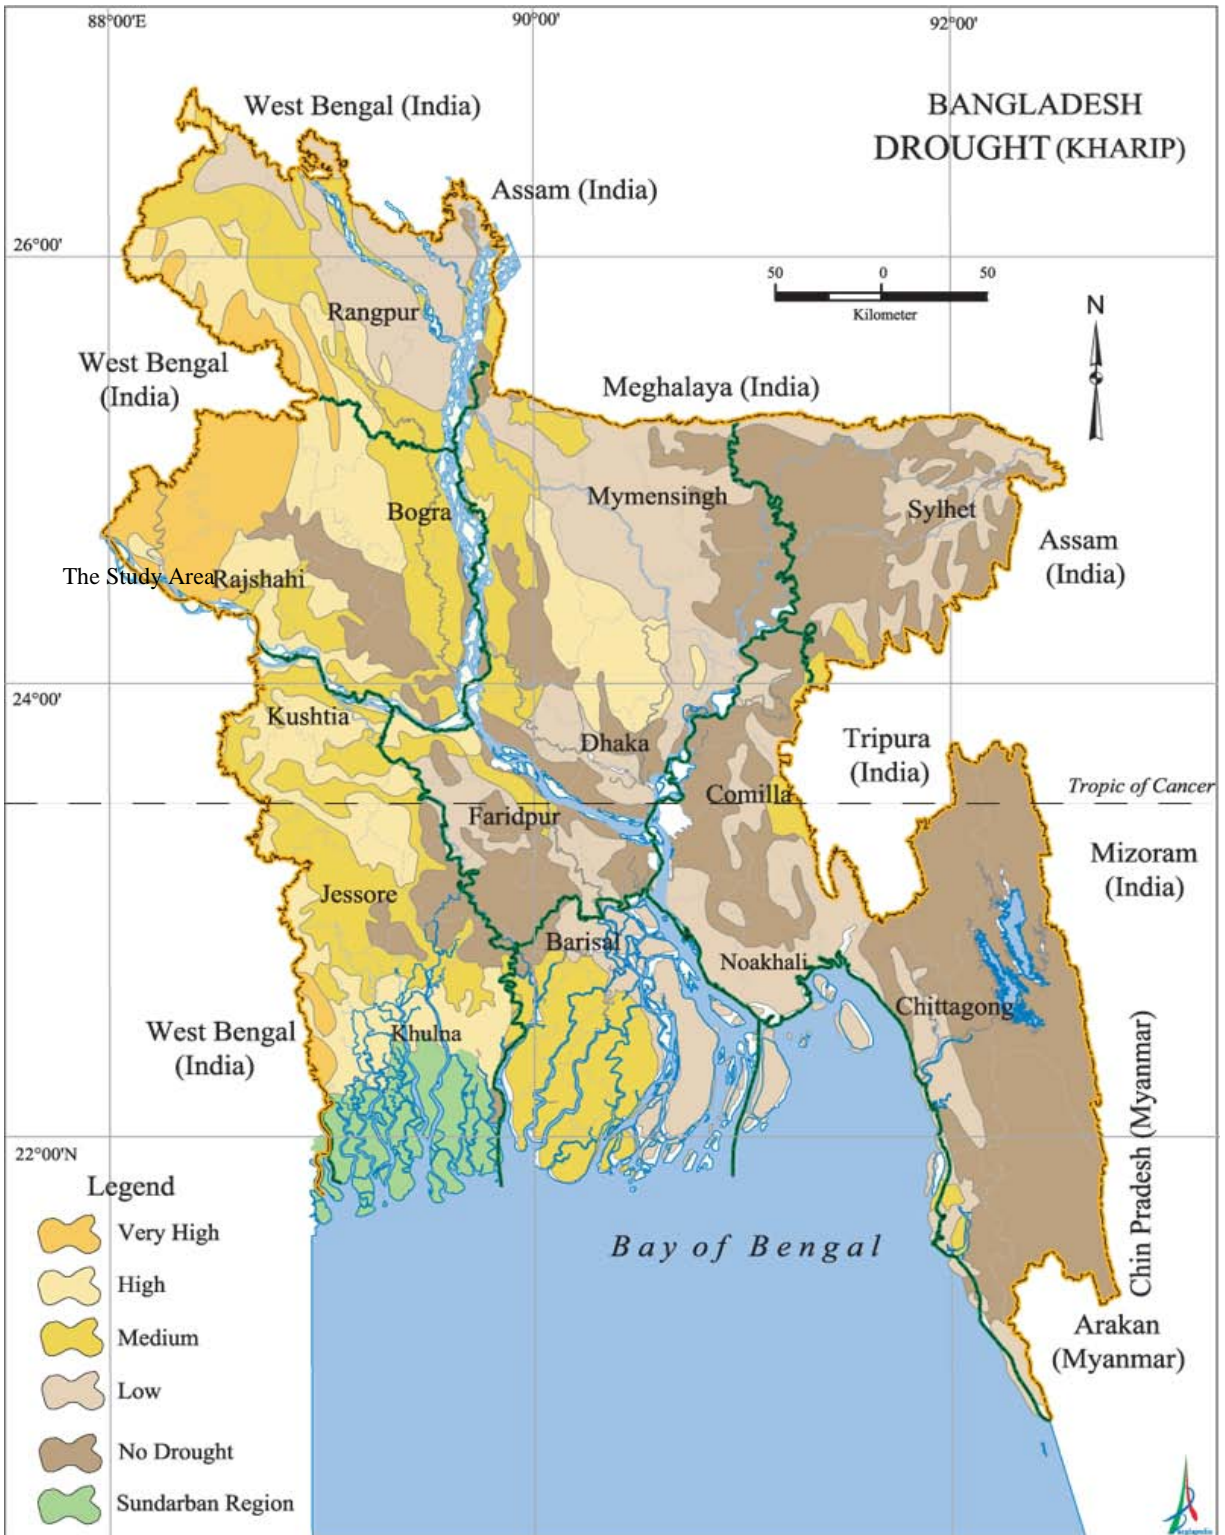 88°00'E
90°00'
92°00'
West Bengal (India)
BANGLADESH
DROUGHT (KHARIP)
Assam (India)
26°00'
50
0
50
Kilometer
N
Rangpur
West Bengal
(India)
Meghalaya (India)
Mymensingh
Bogra
Sylhet
Assam
(India)
The Study Area
Rajshahi
24°00'
Kushtia
Dhaka
Tripura
(India)
Tropic of Cancer
Comilla
Faridpur
Mizoram
(India)
Jessore
Barisal
Noakhali
Chittagong
West Bengal
(India)
Khulna
Chin Pradesh (Myanmar)
22°00'N
Legend
Very High
High
Medium
Low
No Drought
Sundarban Region
Bay of Bengal
Arakan
(Myanmar)